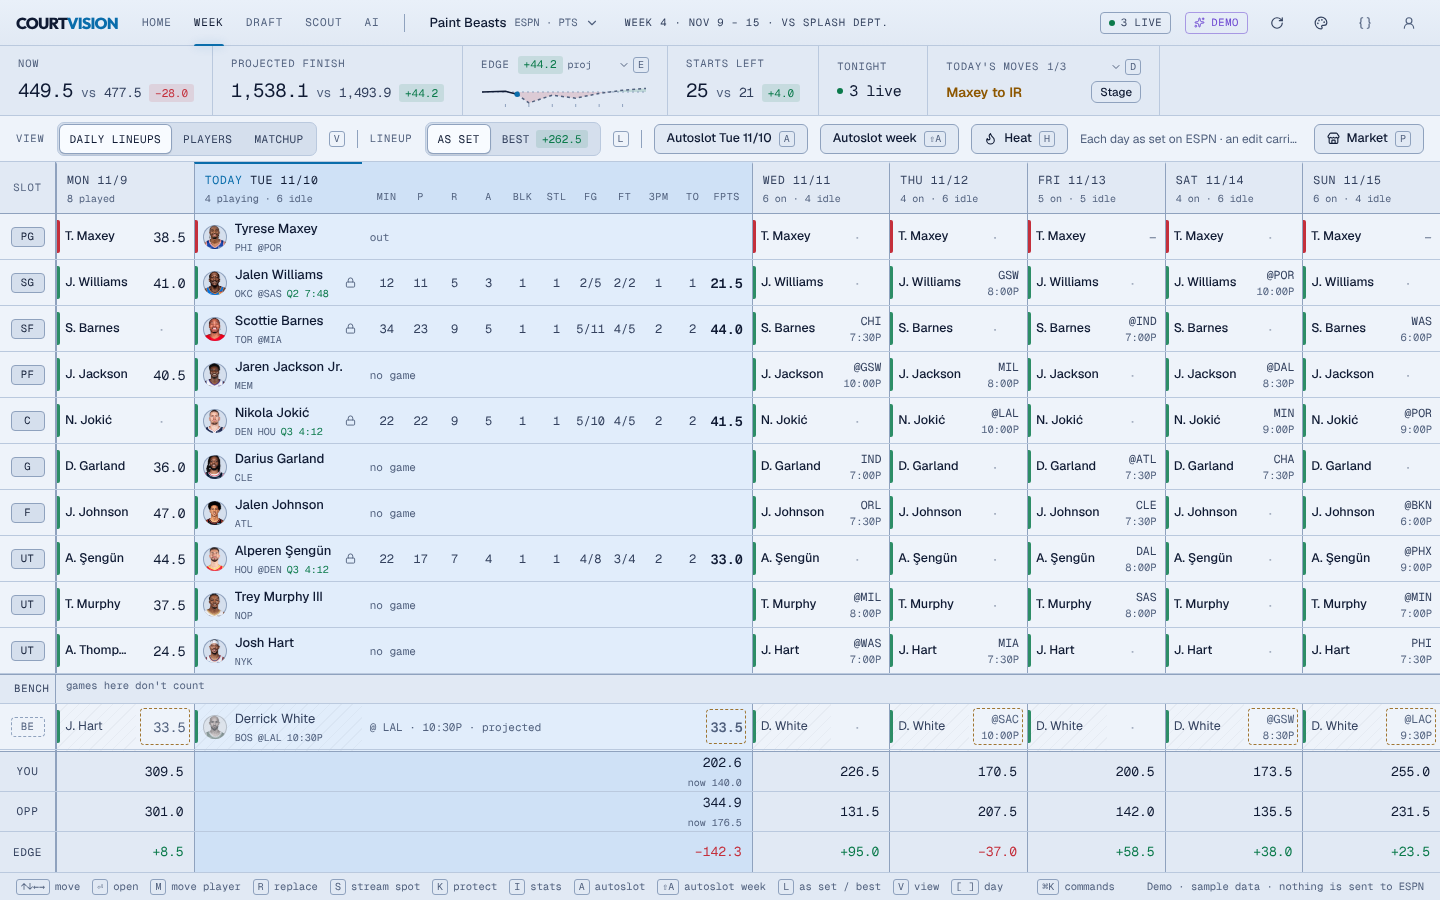 COURTVISION HOME WEEK DRAFT SCOUT AI Paint Beasts ESPN · PTS WEEK 4 · NOV 9 – 15 · VS SPLASH DEPT. 3 LIVE DEMO { }
NOW PROJECTED FINISH EDGE +44.2 proj E STARTS LEFT TONIGHT TODAY'S MOVES 1/3 D
449.5 VS 477.5 −28.0 1,538.1 VS 1,493.9 +44.2 25 VS 21 +4.0 3 live Maxey to IR Stage
VIEW DAILY LINEUPS PLAYERS MATCHUP V LINEUP AS SET BEST +262.5 L Autoslot Tue 11/10 A Autoslot week ⇧A Heat H Each day as set on ESPN · an edit carri… Market P
SLOT MON 11/9 TODAY TUE 11/10 MIN P R A BLK STL FG FT 3PM TO FPTS WED 11/11 THU 11/12 FRI 11/13 SAT 11/14 SUN 11/15
8 played 4 playing · 6 idle 6 on · 4 idle 4 on · 6 idle 5 on · 5 idle 4 on · 6 idle 6 on · 4 idle
PG T. Maxey 38.5 Tyrese Maxey out T. Maxey · T. Maxey · T. Maxey – T. Maxey · T. Maxey –
PHI @POR
SG J. Williams 41.0 Jalen Williams 12 11 5 3 1 1 2/5 2/2 1 1 21.5 J. Williams · J. Williams GSW J. Williams · J. Williams @POR J. Williams ·
OKC @SAS Q2 7:48 8:00P 10:00P
SF S. Barnes · Scottie Barnes 34 23 9 5 1 1 5/11 4/5 2 2 44.0 S. Barnes CHI S. Barnes · S. Barnes @IND S. Barnes · S. Barnes WAS
TOR @MIA 7:30P 7:00P 6:00P
PF J. Jackson 40.5 Jaren Jackson Jr. no game J. Jackson @GSW J. Jackson MIL J. Jackson · J. Jackson @DAL J. Jackson ·
MEM 10:00P 8:00P 8:30P
C N. Jokić · Nikola Jokić 22 22 9 5 1 1 5/10 4/5 2 2 41.5 N. Jokić · N. Jokić @LAL N. Jokić · N. Jokić MIN N. Jokić @POR
DEN HOU Q3 4:12 10:00P 9:00P 9:00P
G D. Garland 36.0 Darius Garland no game D. Garland IND D. Garland · D. Garland @ATL D. Garland CHA D. Garland ·
CLE 7:00P 7:30P 7:30P
F J. Johnson 47.0 Jalen Johnson no game J. Johnson ORL J. Johnson · J. Johnson CLE J. Johnson · J. Johnson @BKN
ATL 7:30P 7:30P 6:00P
UT A. Şengün 44.5 Alperen Şengün 22 17 7 4 1 1 4/8 3/4 2 2 33.0 A. Şengün · A. Şengün · A. Şengün DAL A. Şengün · A. Şengün @PHX
HOU @DEN Q3 4:12 8:00P 9:00P
UT T. Murphy 37.5 Trey Murphy III no game T. Murphy @MIL T. Murphy · T. Murphy SAS T. Murphy · T. Murphy @MIN
NOP 8:00P 8:00P 7:00P
UT A. Thomp… 24.5 Josh Hart no game J. Hart @WAS J. Hart MIA J. Hart · J. Hart · J. Hart PHI
NYK 7:00P 7:30P 7:30P
BENCH games here don't count
BE J. Hart 33.5 Derrick White @ LAL · 10:30P · projected 33.5 D. White · D. White @SAC D. White · D. White @GSW D. White @LAC
BOS @LAL 10:30P 10:00P 8:30P 9:30P
YOU 309.5 202.6 226.5 170.5 200.5 173.5 255.0
now 140.0
OPP 301.0 344.9 131.5 207.5 142.0 135.5 231.5
now 176.5
EDGE +8.5 −142.3 +95.0 −37.0 +58.5 +38.0 +23.5
↑↓←→ move ⏎ open M move player R replace S stream spot K protect I stats A autoslot ⇧A autoslot week L as set / best V view [ ] day ⌘K commands Demo · sample data · nothing is sent to ESPN